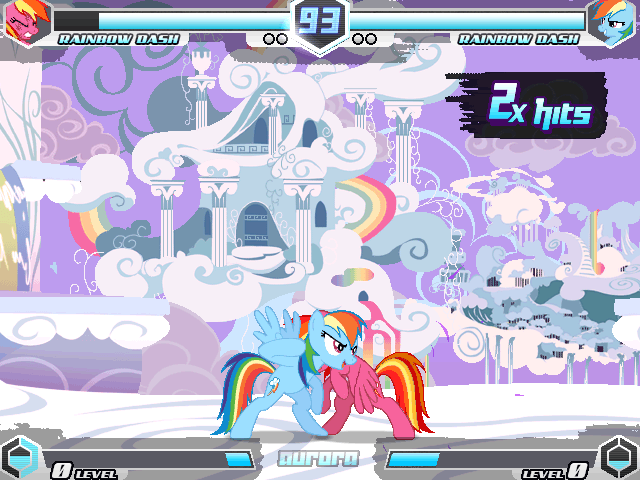 93
RAINBOW DASH
RAINBOW DASH
2x hits
0 LEVEL
aurora
LEVEL 0